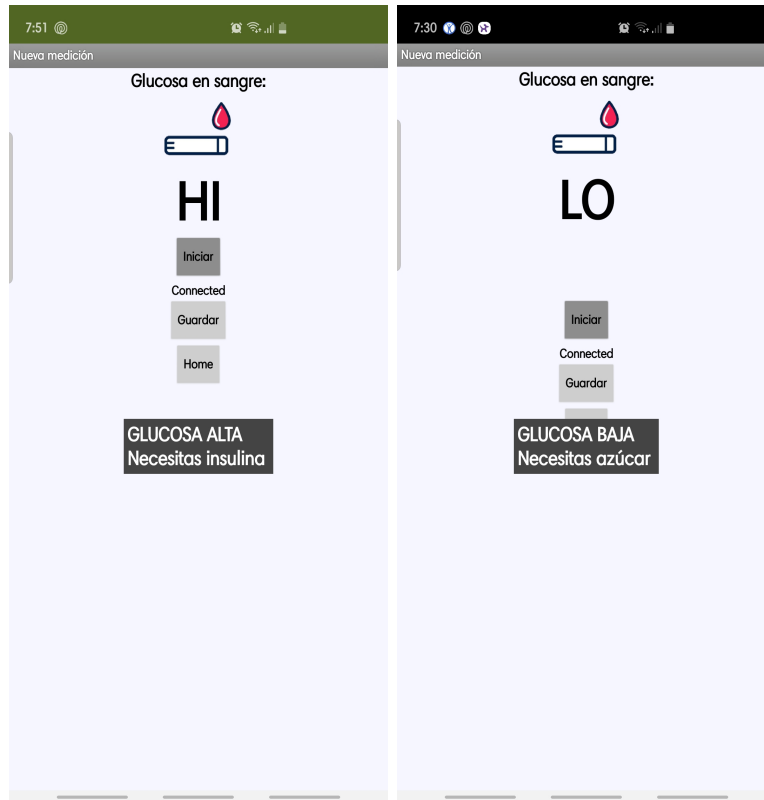 7:51
Nueva medición
Glucosa en sangre:
HI
Iniciar
Connected
Guardar
Home
GLUCOSA ALTA
Necesitas insulina
7:30
Nueva medición
Glucosa en sangre:
LO
Iniciar
Connected
Guardar
GLUCOSA BAJA
Necesitas azúcar